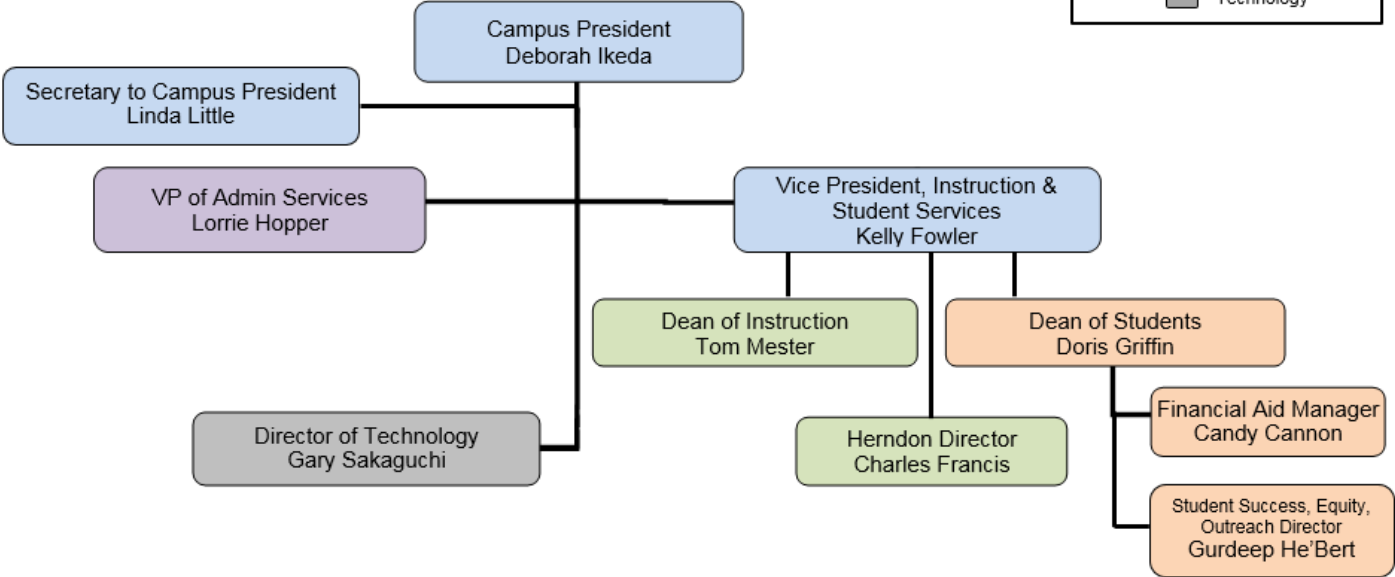 Technology
Campus President
Deborah Ikeda
Secretary to Campus President
Linda Little
VP of Admin Services
Lorrie Hopper
Vice President, Instruction &
Student Services
Kelly Fowler
Dean of Instruction
Tom Mester
Dean of Students
Doris Griffin
Financial Aid Manager
Candy Cannon
Director of Technology
Gary Sakaguchi
Herndon Director
Charles Francis
Student Success, Equity,
Outreach Director
Gurdeep He’Bert